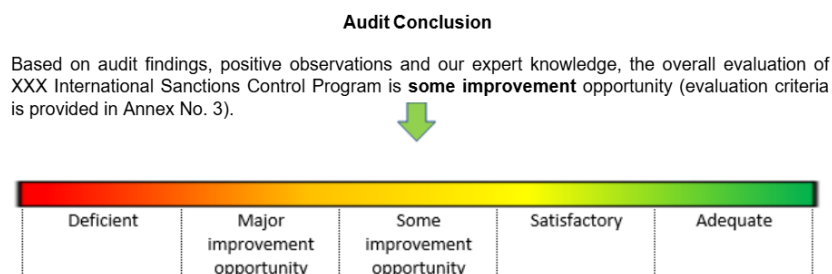 Audit Conclusion
Based on audit findings, positive observations and our expert knowledge, the overall evaluation of
XXX International Sanctions Control Program is some improvement opportunity (evaluation criteria
is provided in Annex No. 3).
Deficient
Major
improvement
opportunity
Some
improvement
opportunity
Satisfactory
Adequate